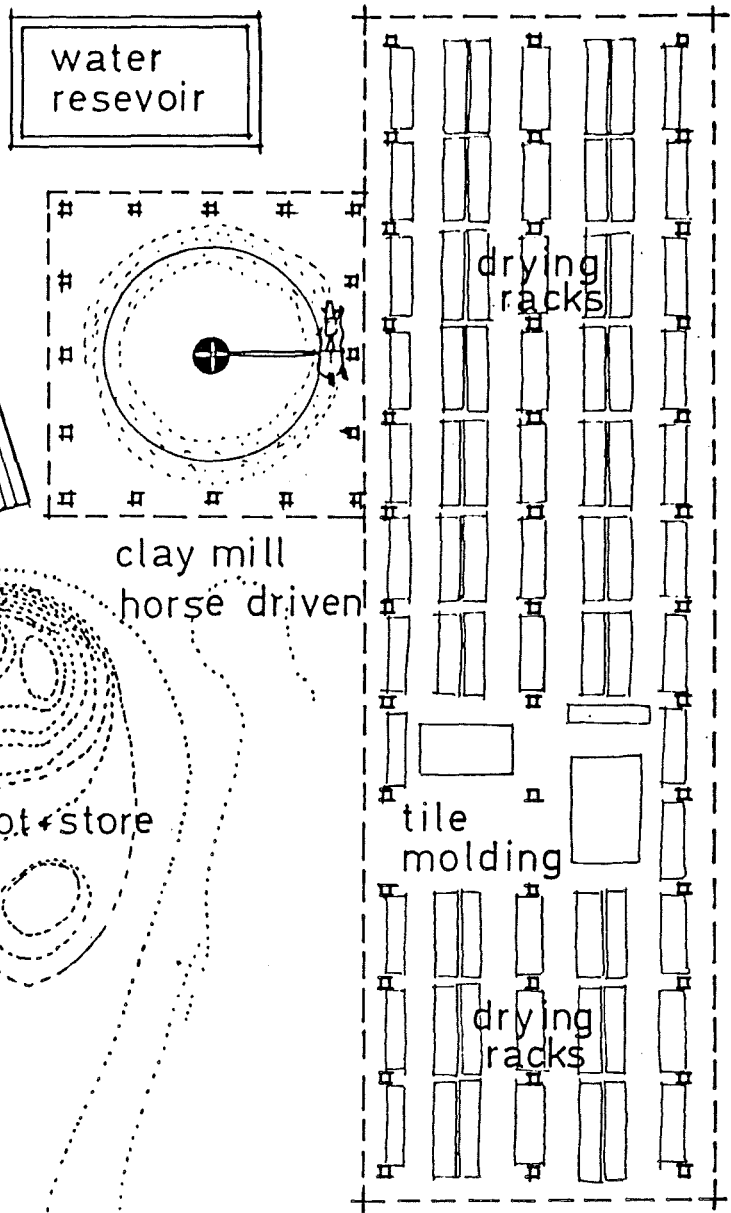 water
resevoir
drying
racks
clay mill
horse driven
store
tile
molding
drying
racks